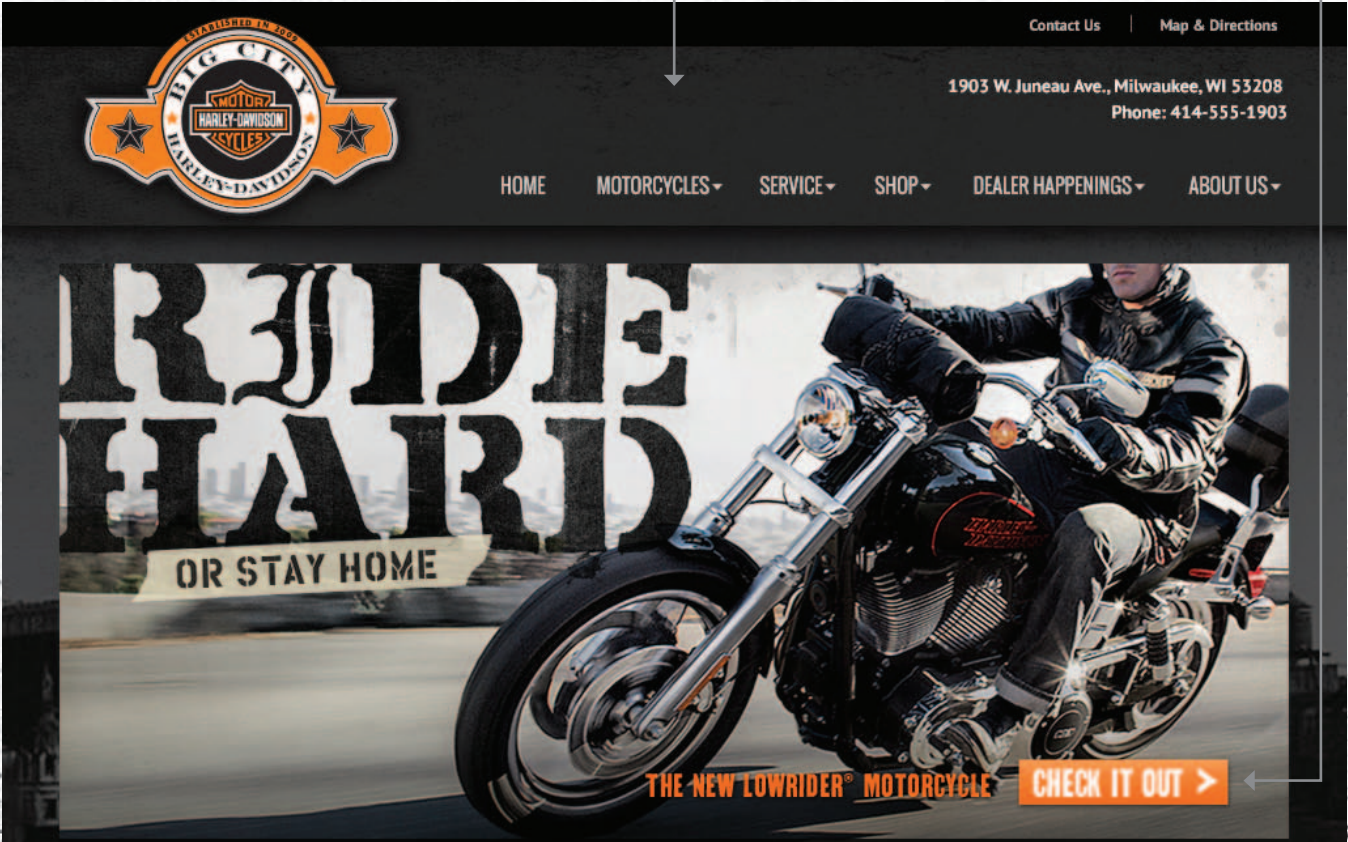 Contact Us | Map & Directions
ESTABLISHED IN 2009
BIG CITY
MOTOR
HARLEY-DAVIDSON
CYCLES
HARLEY-DAVIDSON
1903 W. Juneau Ave., Milwaukee, WI 53208
Phone: 414-555-1903
HOME MOTORCYCLES SERVICE SHOP DEALER HAPPENINGS ABOUT US
RIDE
HARD
OR STAY HOME
HARLEY-
DAVIDSON
THE NEW LOWRIDER® MOTORCYCLE CHECK IT OUT >